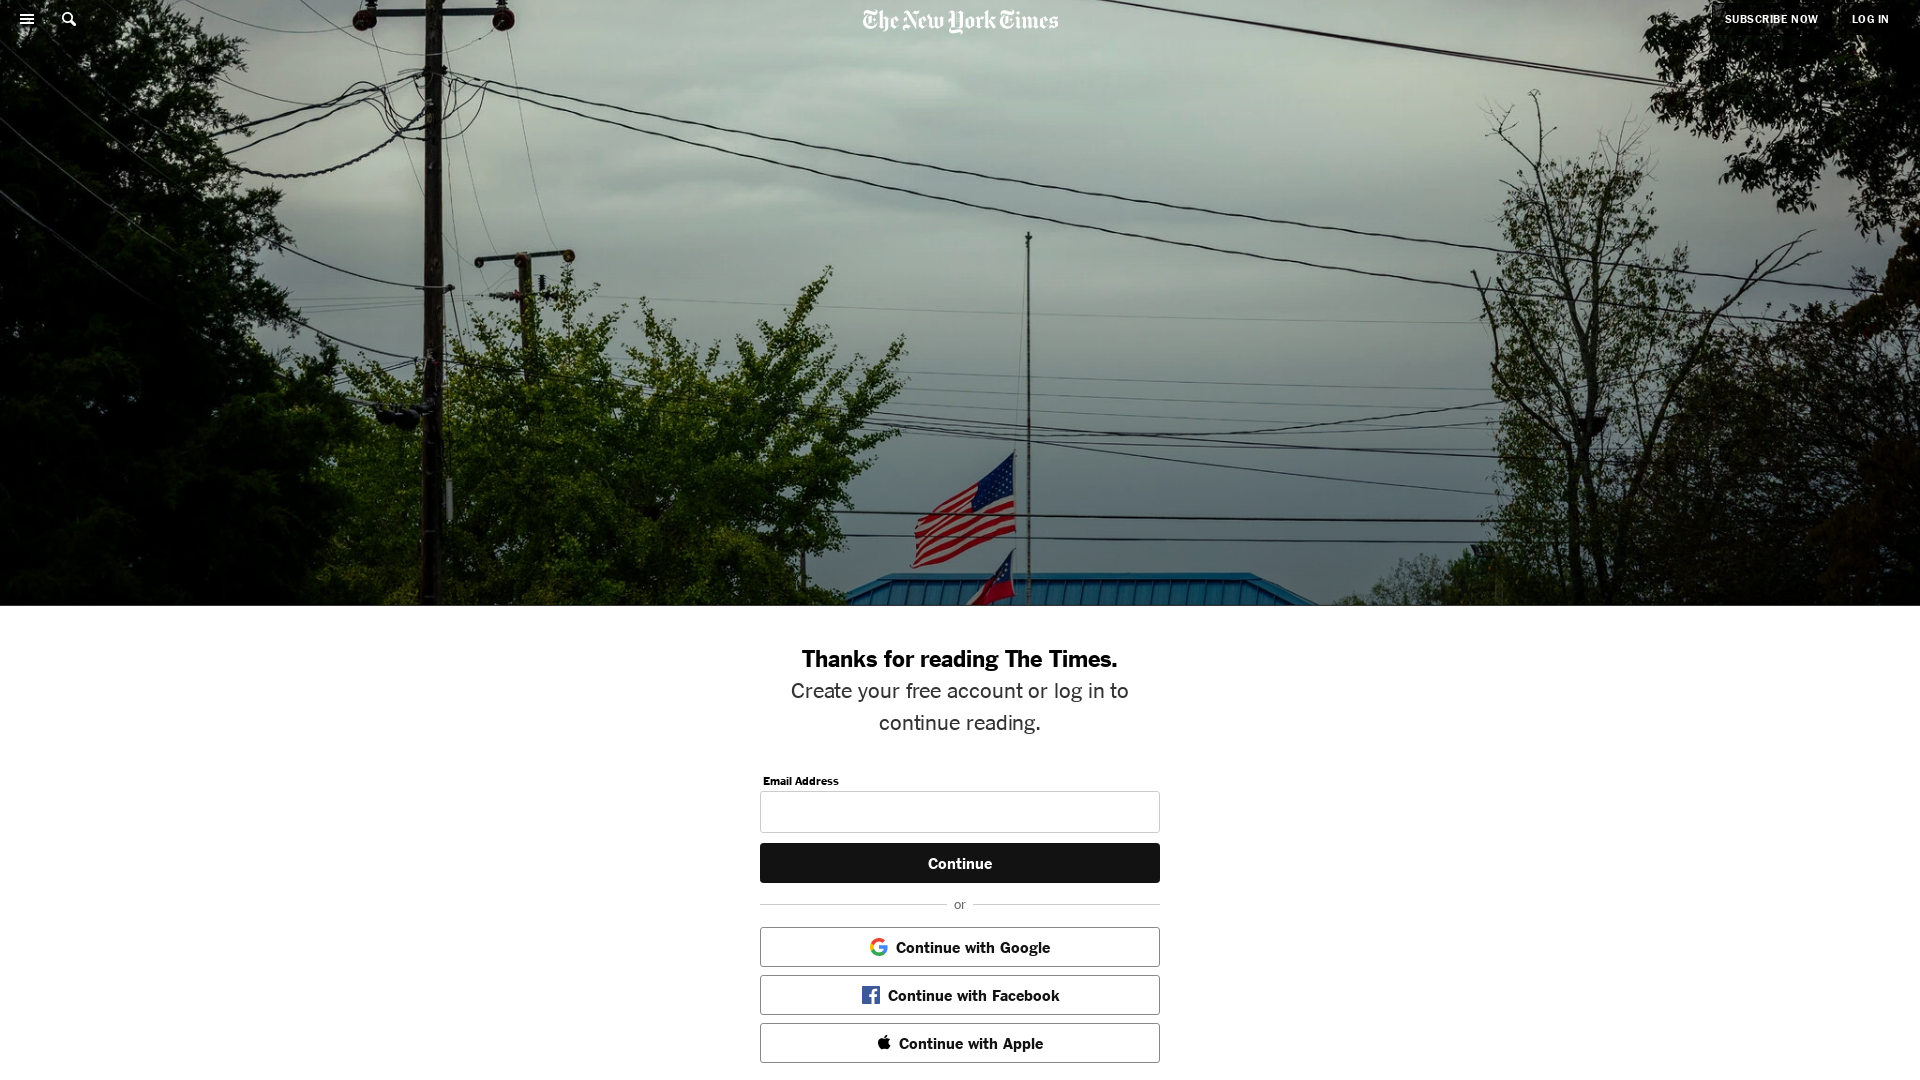 The New York Times
SUBSCRIBE NOW
LOG IN
Thanks for reading The Times.
Create your free account or log in to
continue reading.
Email Address
Continue
or
Continue with Google
Continue with Facebook
Continue with Apple